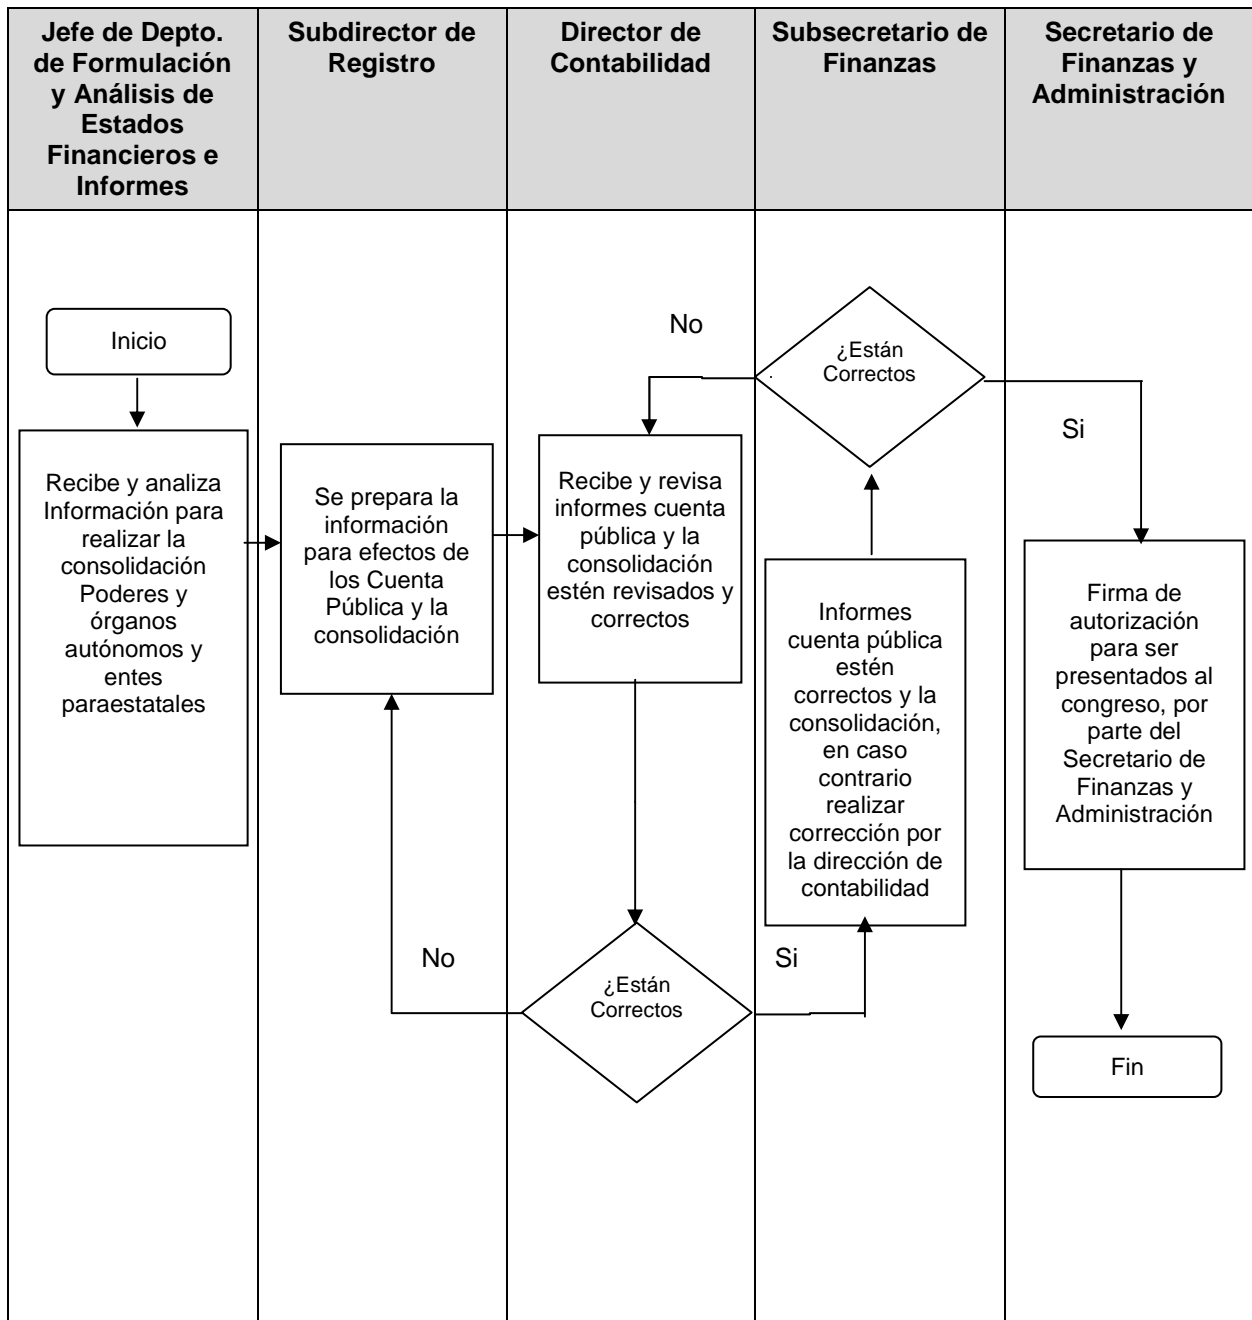 Jefe de Depto.
de Formulación
y Análisis de
Estados
Financieros e
Informes
Subdirector de
Registro
Director de
Contabilidad
Subsecretario de
Finanzas
Secretario de
Finanzas y
Administración
Inicio
Recibe y analiza
Información para
realizar la
consolidación
Poderes y
órganos
autónomos y
entes
paraestatales
Se prepara la
información
para efectos de
los Cuenta
Pública y la
consolidación
No
Recibe y revisa
informes cuenta
pública y la
consolidación
estén revisados y
correctos
¿Están
Correctos
Si
Informes
cuenta pública
estén
correctos y la
consolidación,
en caso
contrario
realizar
corrección por
la dirección de
contabilidad
Firma de
autorización
para ser
presentados al
congreso, por
parte del
Secretario de
Finanzas y
Administración
No
¿Están
Correctos
Si
Fin